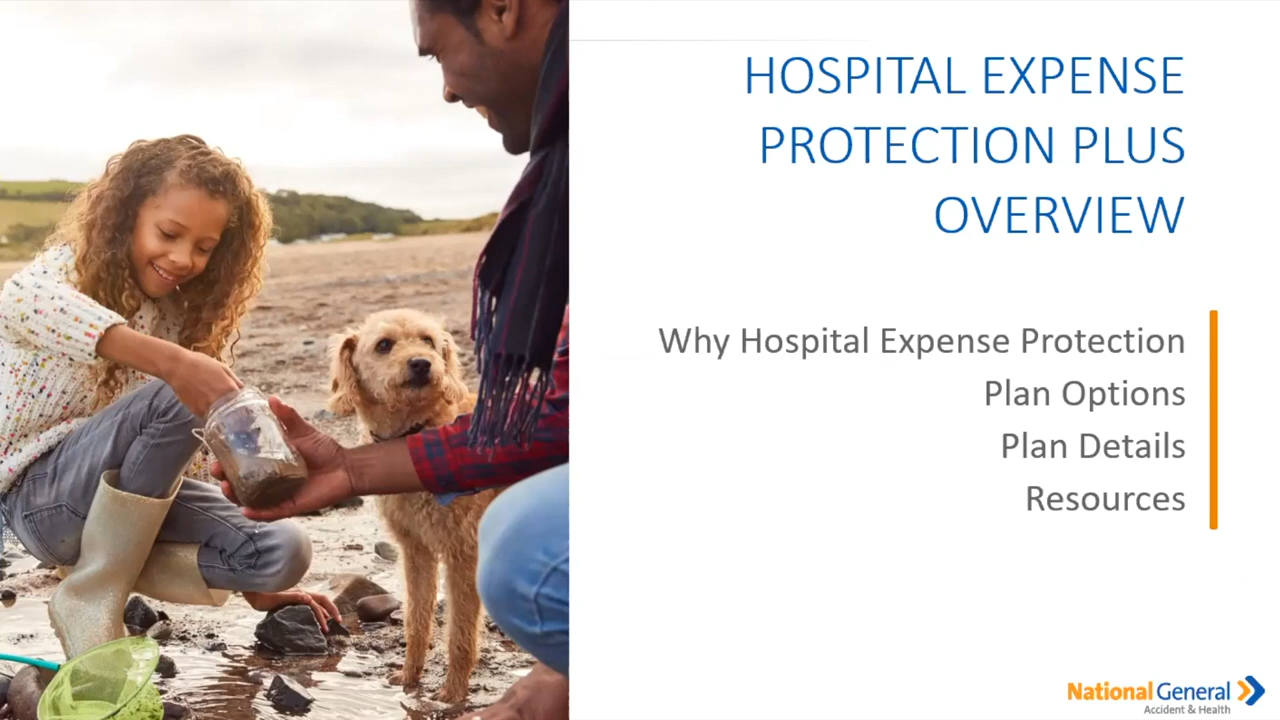 HOSPITAL EXPENSE
PROTECTION PLUS
OVERVIEW
Why Hospital Expense Protection
Plan Options
Plan Details
Resources
National General
Accident & Health